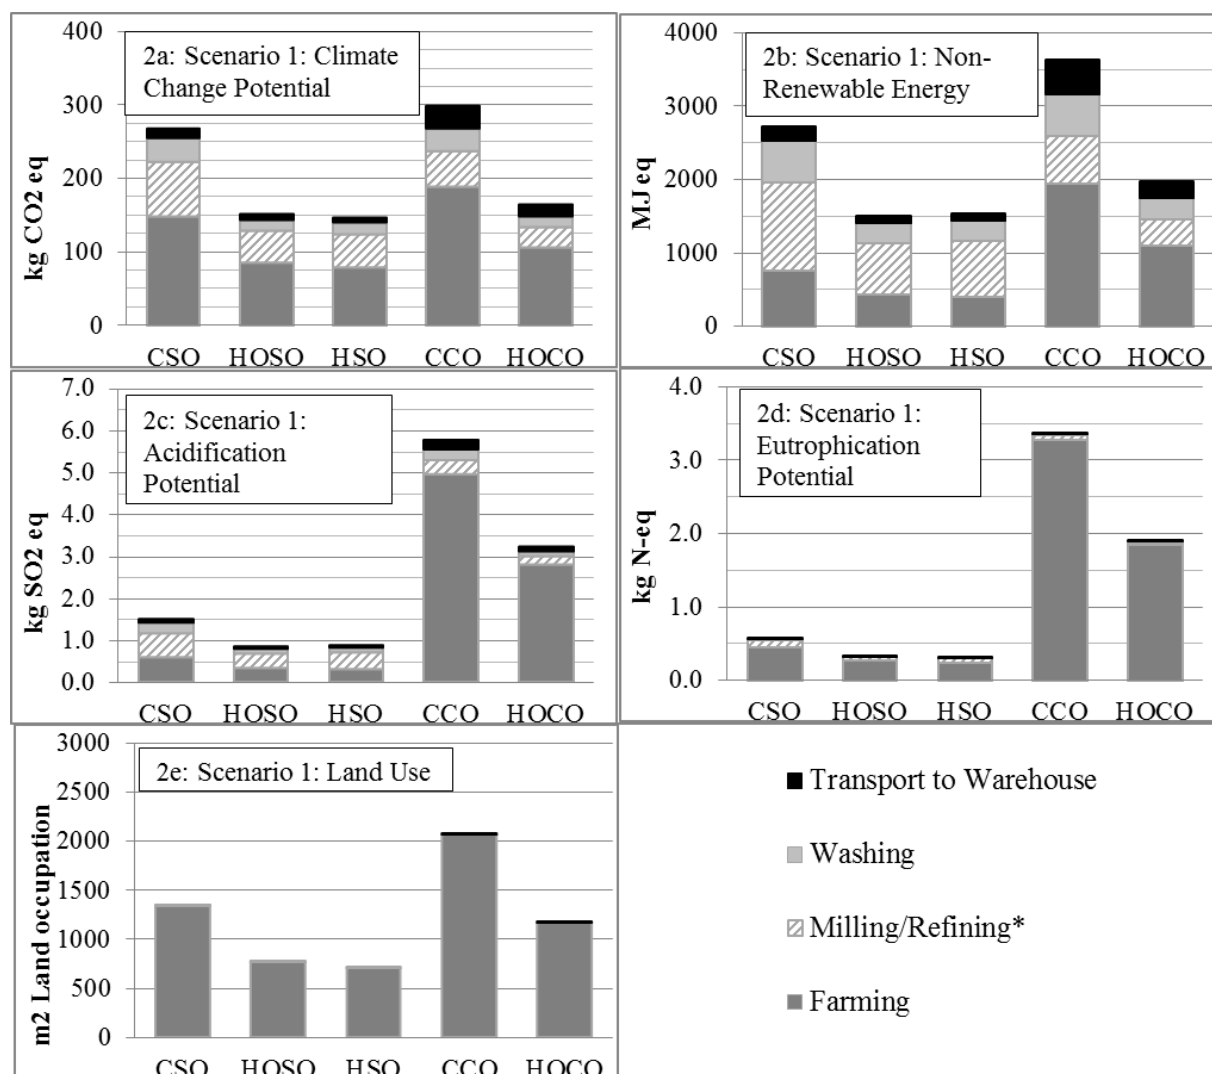 400
300
200
100
0
kg CO2 eq
2a: Scenario 1: Climate
Change Potential
CSO HOSO HSO CCO HOCO
4000
3000
2000
1000
0
MJ eq
2b: Scenario 1: Non-
Renewable Energy
CSO HOSO HSO CCO HOCO
7.0
6.0
5.0
4.0
3.0
2.0
1.0
0.0
kg SO2 eq
2c: Scenario 1:
Acidification
Potential
CSO HOSO HSO CCO HOCO
4.0
3.0
2.0
1.0
0.0
kg N-eq
2d: Scenario 1:
Eutrophication
Potential
CSO HOSO HSO CCO HOCO
3000
2500
2000
1500
1000
500
0
m2 Land occupation
2e: Scenario 1: Land Use
CSO HOSO HSO CCO HOCO
Transport to Warehouse
Washing
Milling/Refining*
Farming